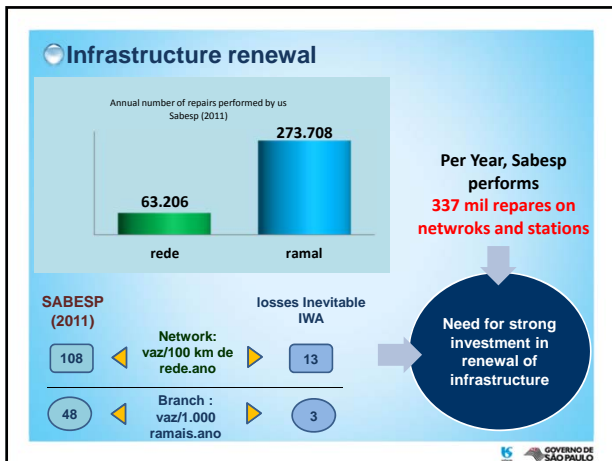 Infrastructure renewal
Annual number of repairs performed by us
Sabesp (2011)
273.708
63.206
rede
ramal
Per Year, Sabesp
performs
337 mil repares on
netwroks and stations
SABESP
(2011)
losses Inevitable
IWA
108
Network:
vaz/100 km de
rede.ano
13
48
Branch :
vaz/1.000
ramais.ano
3
Need for strong
investment in
renewal of
infrastructure
GOVERNO DE
SÃO PAULO